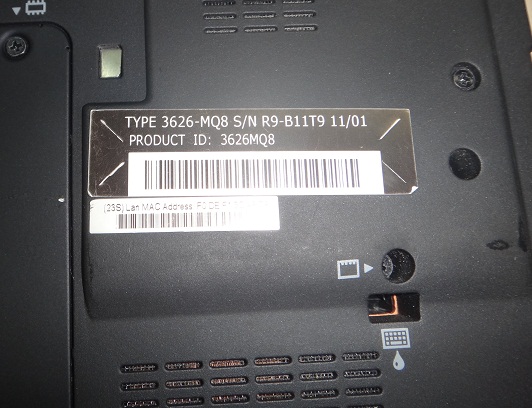 TYPE 3626-MQ8 S/N R9-B11T9 11/01
PRODUCT ID: 3626MQ8
(23S) Lan MAC Address: